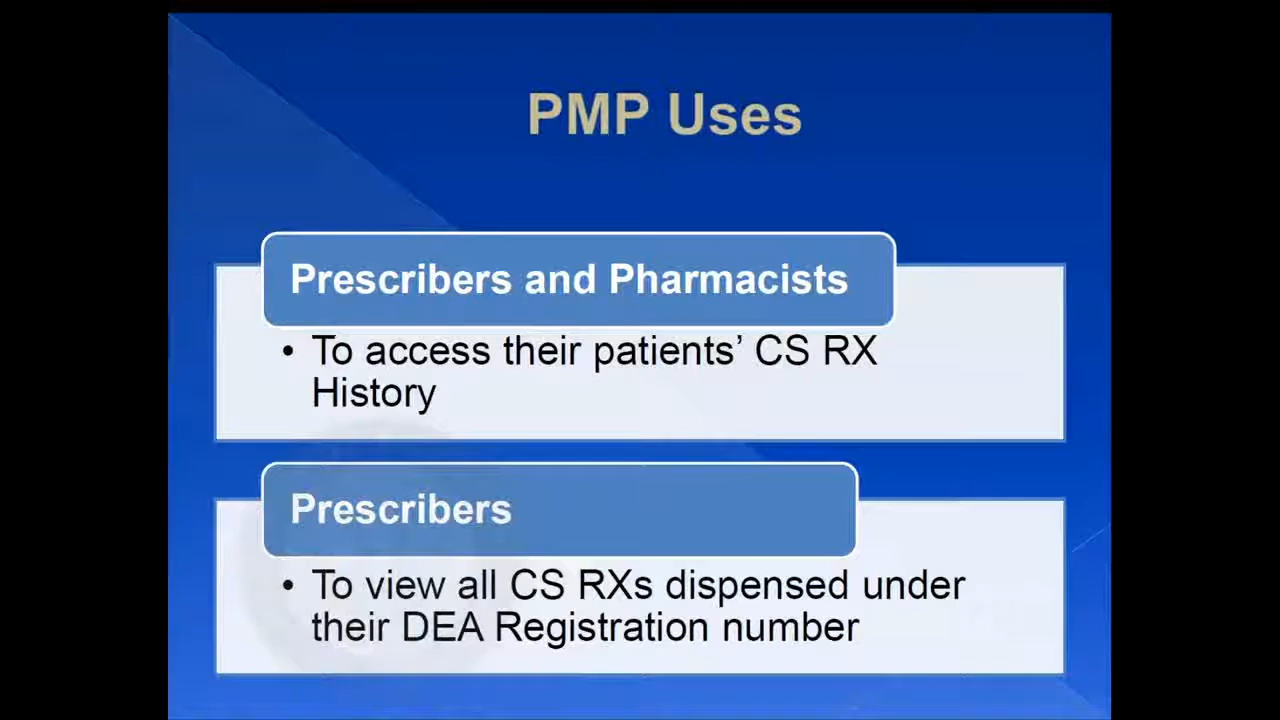 PMP Uses
Prescribers and Pharmacists
• To access their patients’ CS RX
History
Prescribers
• To view all CS RXs dispensed under
their DEA Registration number